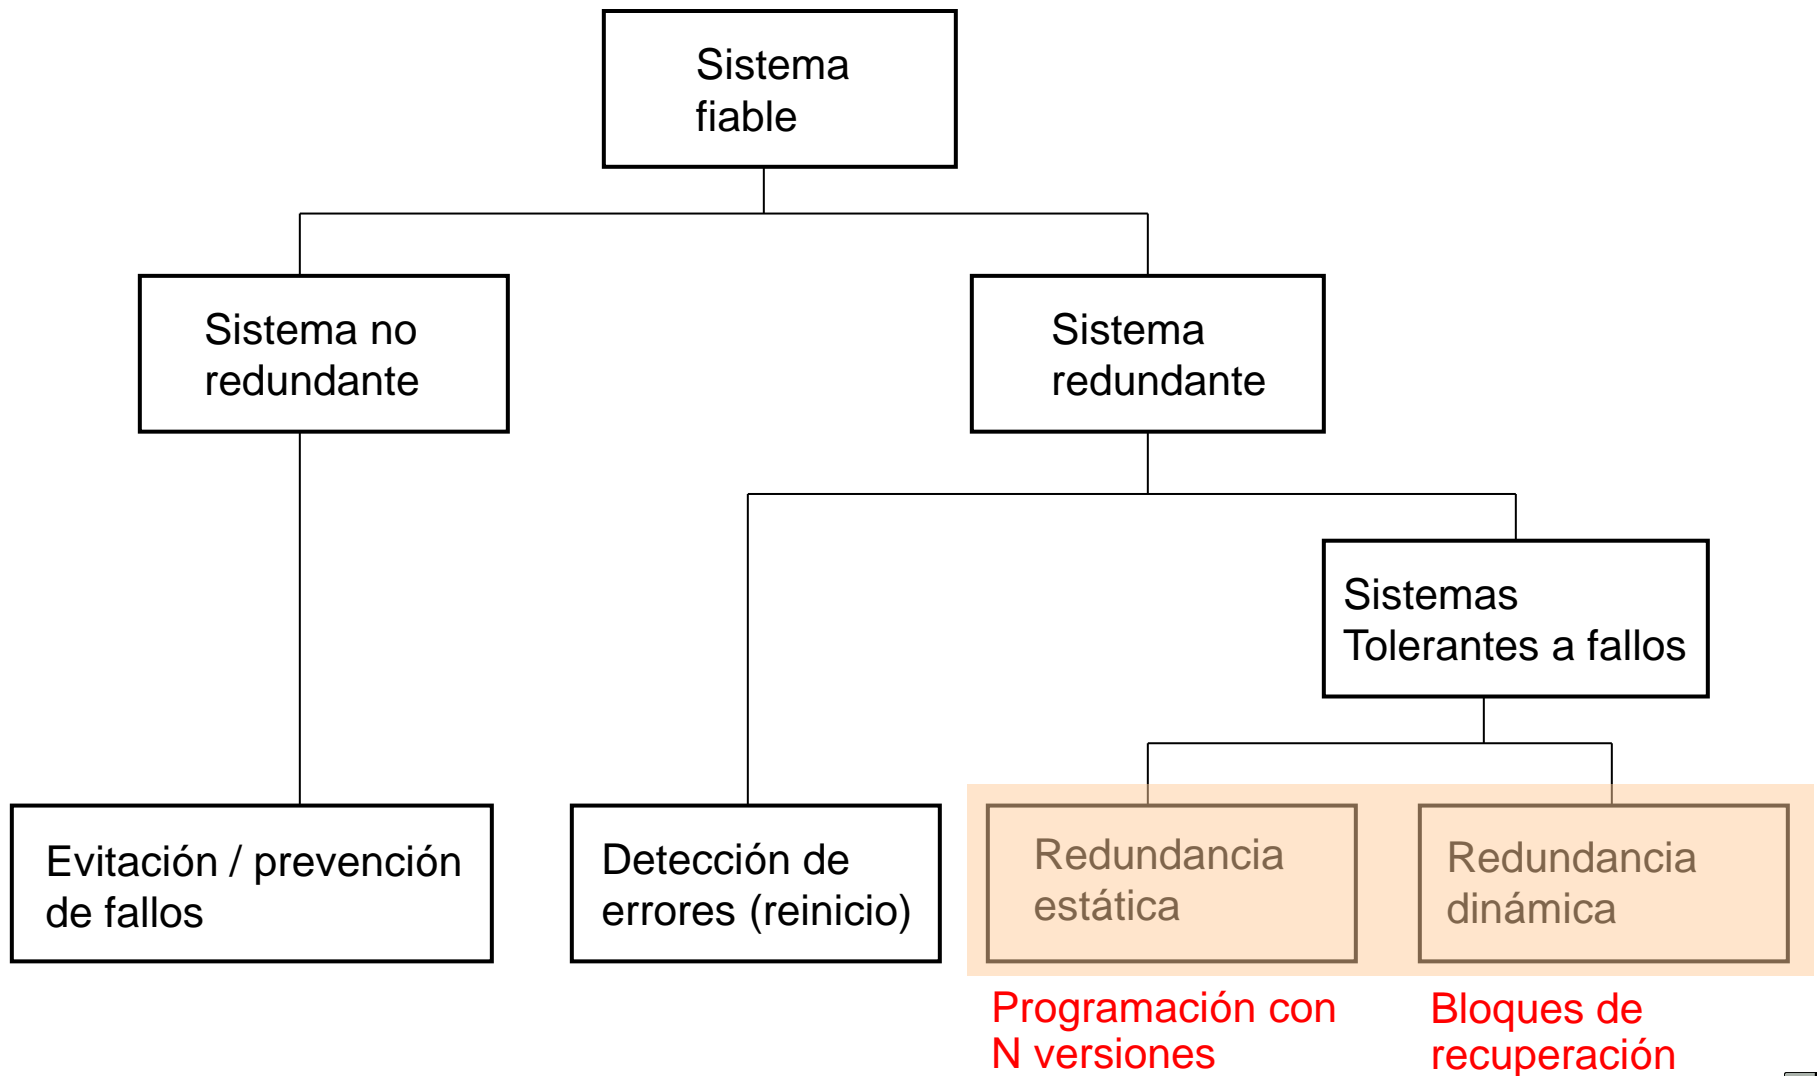 Sistema
fiable
Sistema no
redundante
Sistema
redundante
Sistemas
Tolerantes a fallos
Evitación / prevención
de fallos
Detección de
errores (reinicio)
Redundancia
estática
Redundancia
dinámica
Programación con
N versiones
Bloques de
recuperación